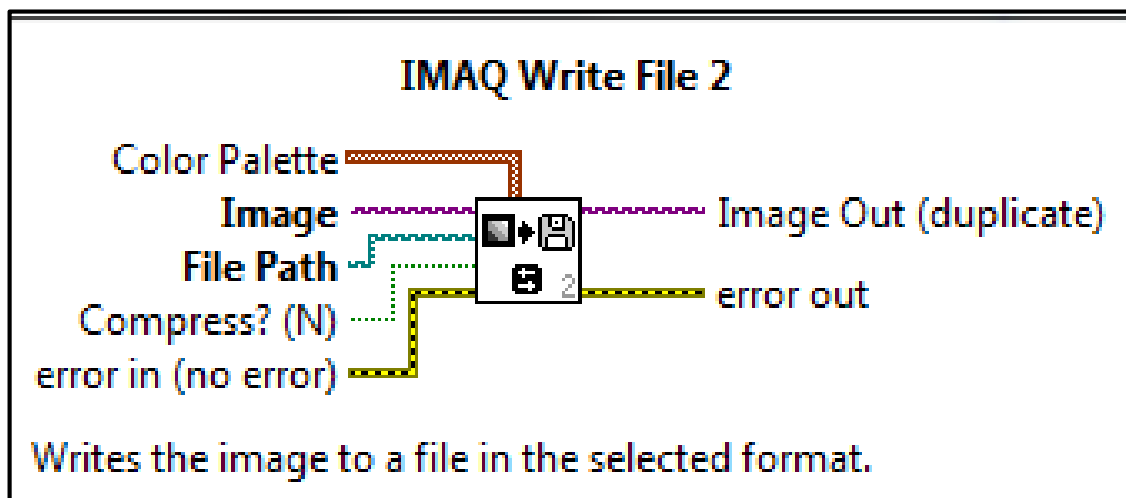 IMAQ Write File 2
Color Palette
Image
Image Out (duplicate)
File Path
2
error out
Compress? (N)
error in (no error)
Writes the image to a file in the selected format.